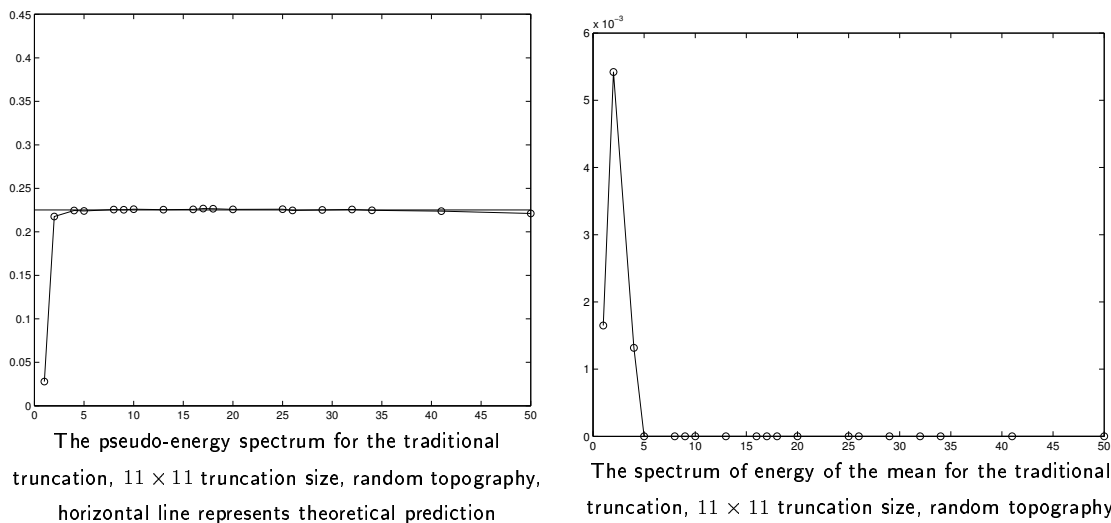 0.45
0.4
0.35
0.3
0.25
0.2
0.15
0.1
0.05
0
0 5 10 15 20 25 30 35 40 45 50
The pseudo-energy spectrum for the traditional
truncation, 11 × 11 truncation size, random topography,
horizontal line represents theoretical prediction
x 10⁻³
6
5
4
3
2
1
0
0 5 10 15 20 25 30 35 40 45 50
The spectrum of energy of the mean for the traditional
truncation, 11 × 11 truncation size, random topography